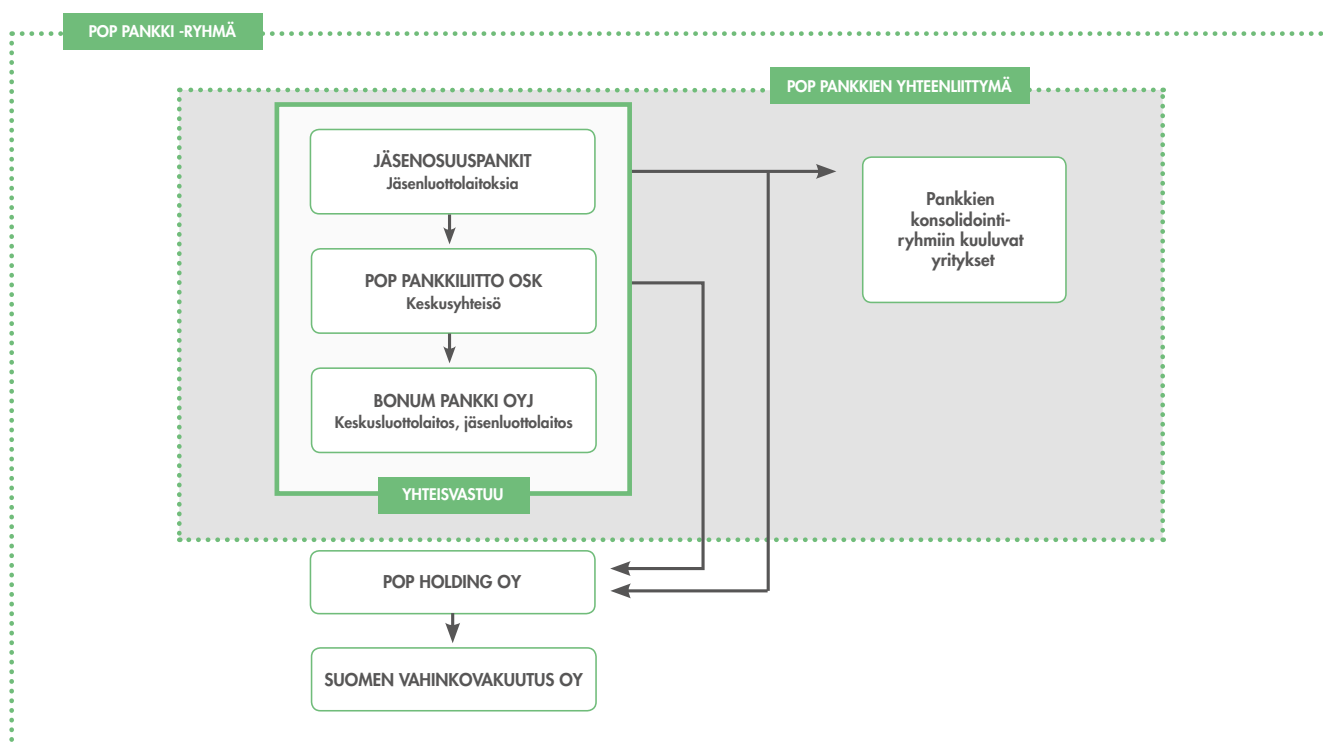 POP PANKKI -RYHMÄ
POP PANKKIEN YHTEENLIITTYMÄ
JÄSENOSUUSPANKIT
Jäsenluottolaitoksia
Pankkien
konsolidointi-
ryhmiin kuuluvat
yritykset
POP PANKKILIITTO OSK
Keskusyhteisö
BONUM PANKKI OYJ
Keskusluottolaitos, jäsenluottolaitos
YHTEISVASTUU
POP HOLDING OY
SUOMEN VAHINKOVAKUUTUS OY